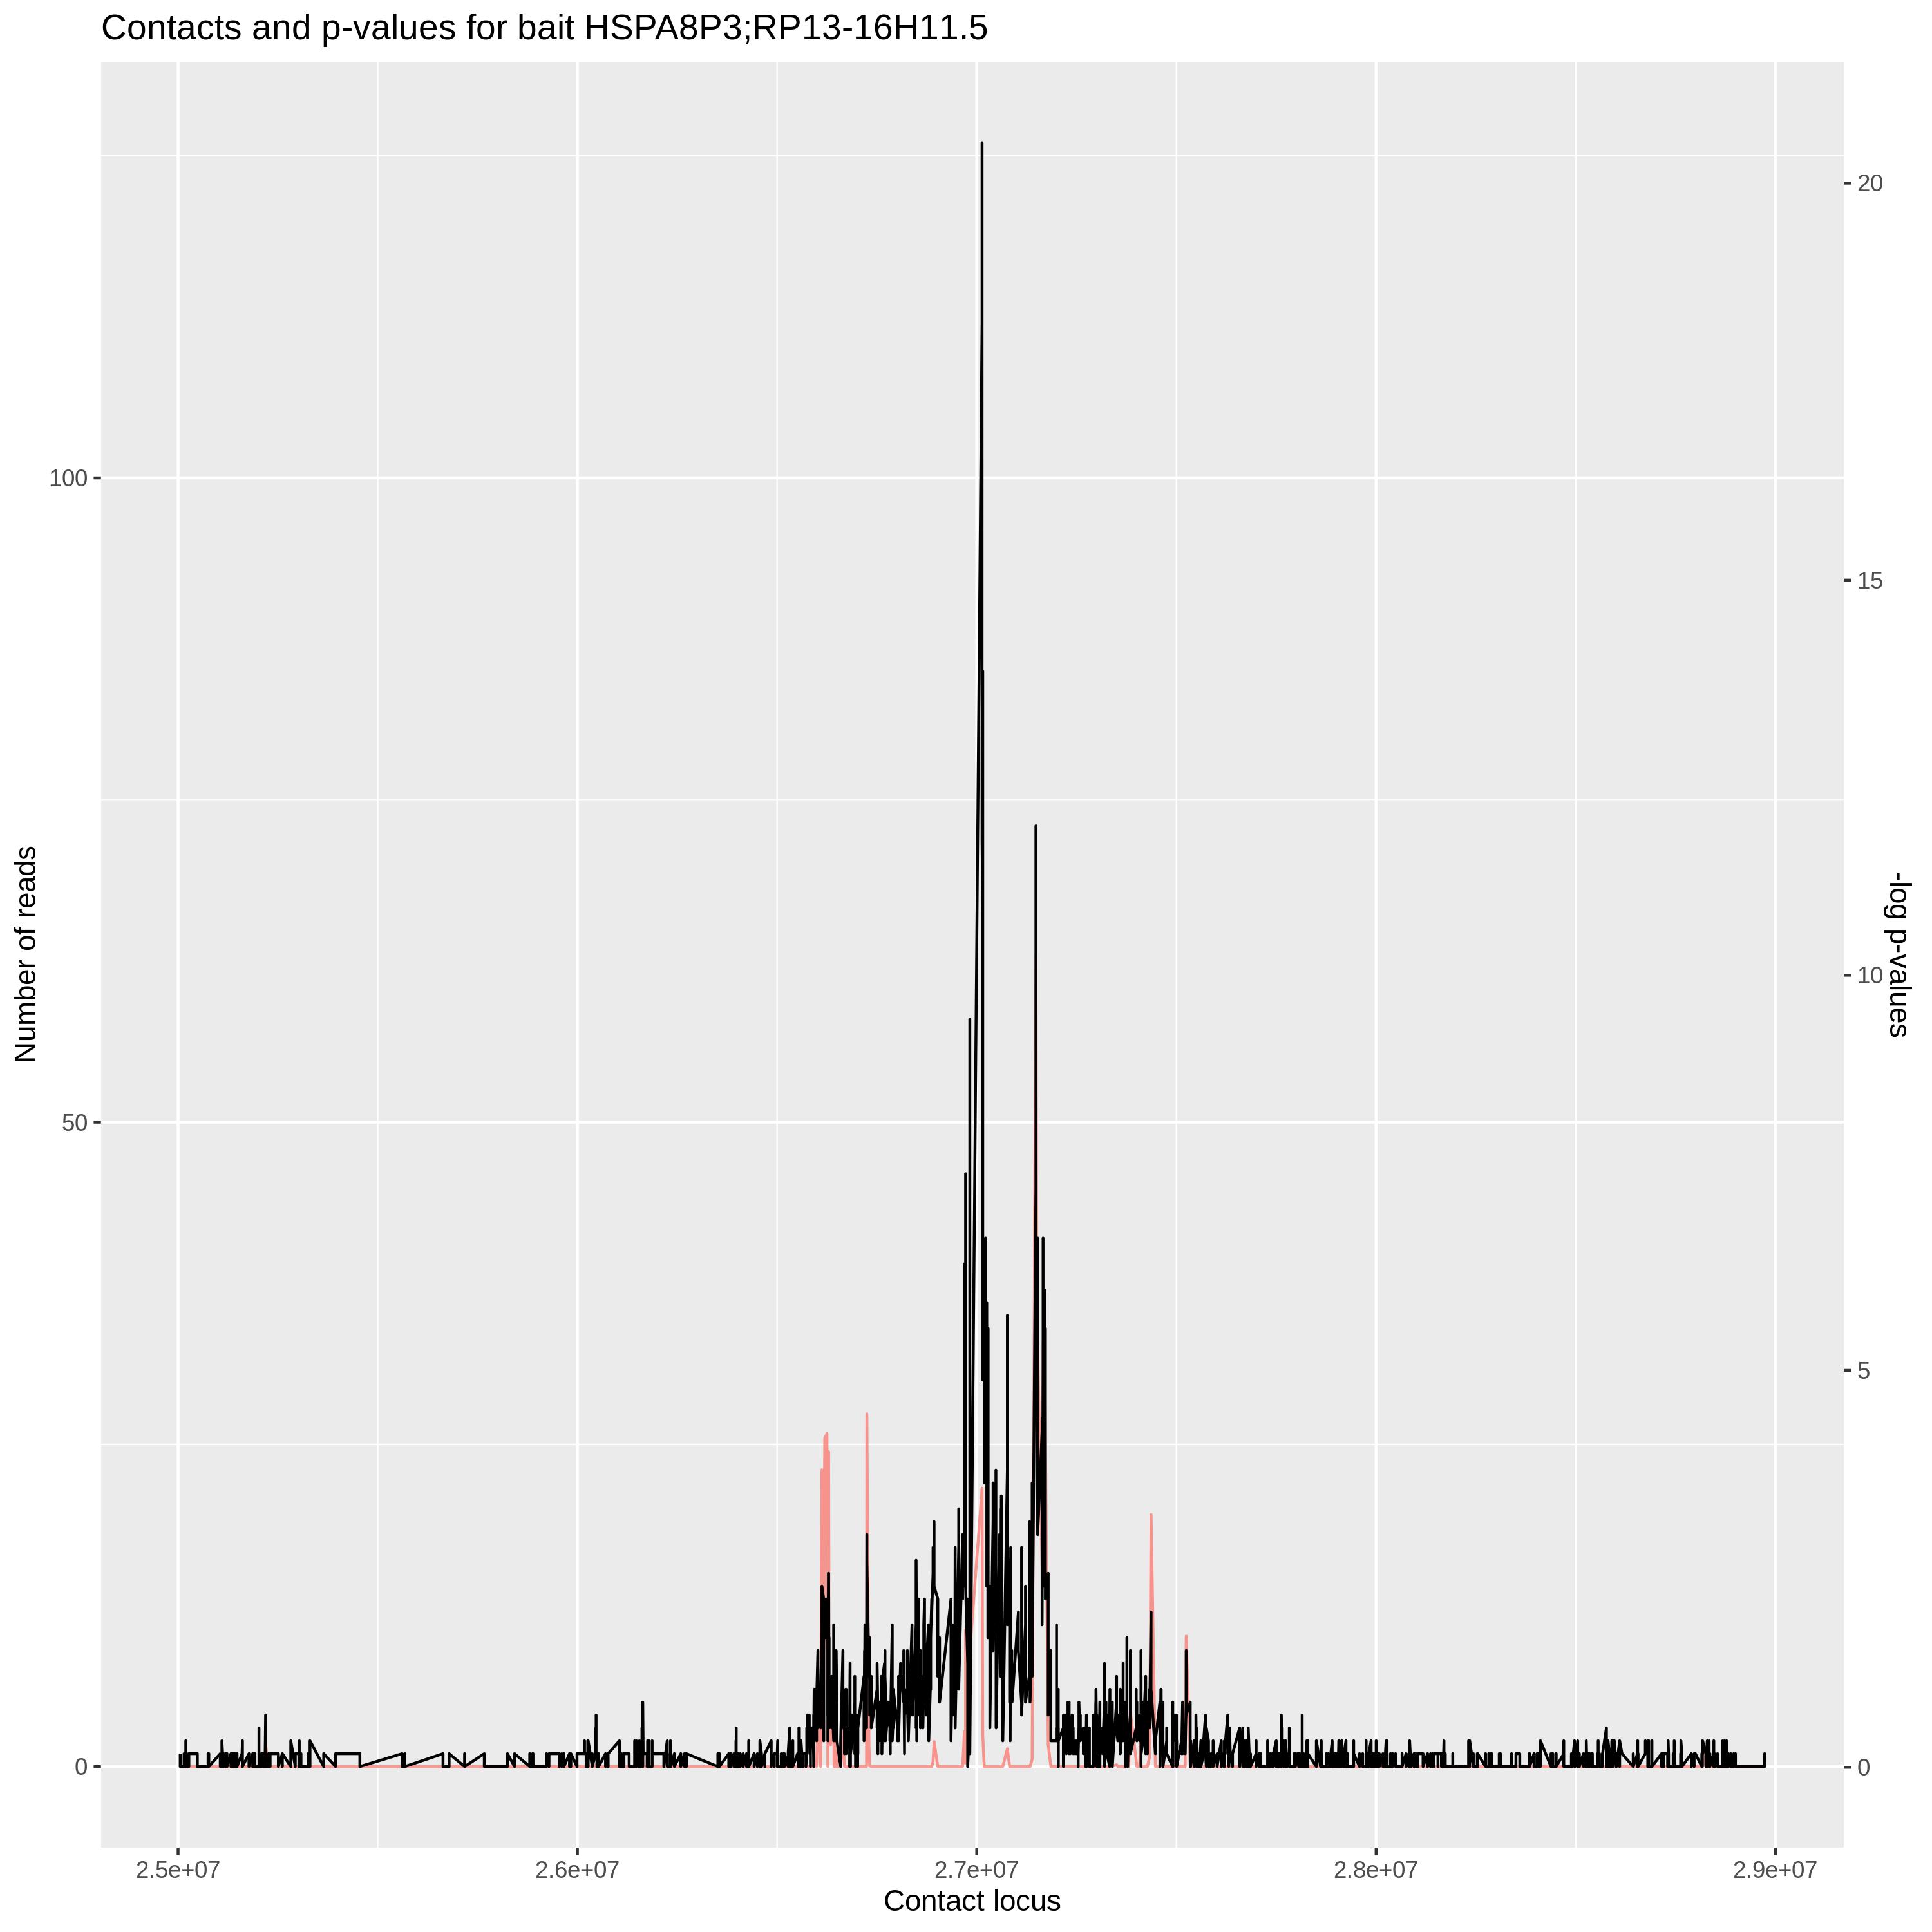 Contacts and p-values for bait HSPA8P3;RP13-16H11.5
Number of reads
100
50
0
20
15
10
5
0
-log p-values
2.5e+07 2.6e+07 2.7e+07 2.8e+07 2.9e+07
Contact locus